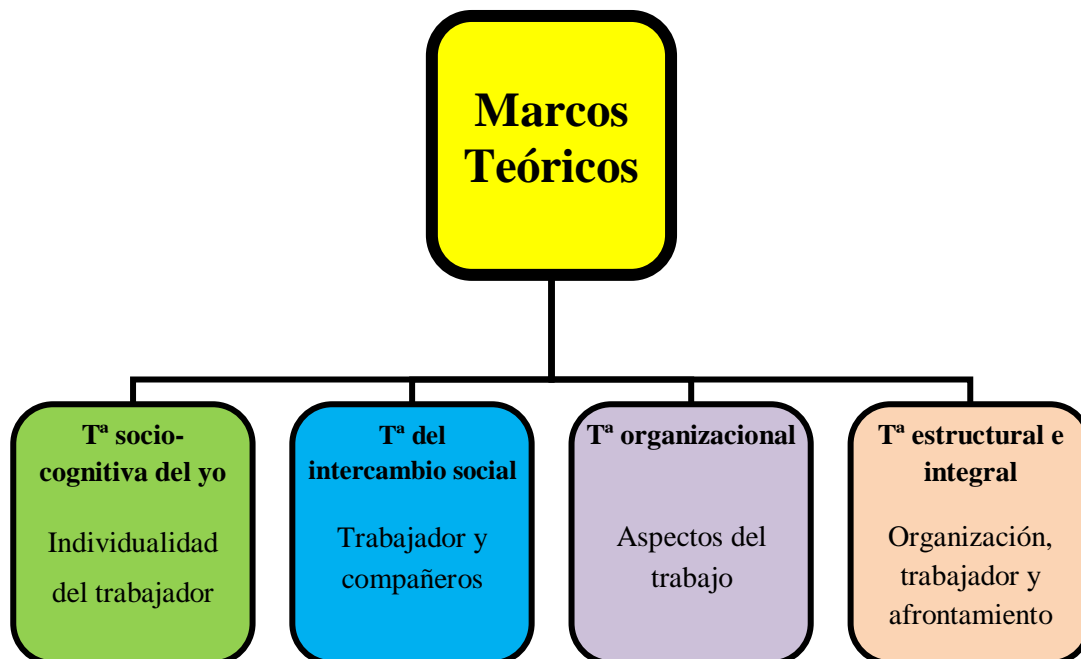 Marcos
Teóricos
Tª socio-
cognitiva del yo
Individualidad
del trabajador
Tª del
intercambio social
Trabajador y
compañeros
Tª organizacional
Aspectos del
trabajo
Tª estructural e
integral
Organización,
trabajador y
afrontamiento